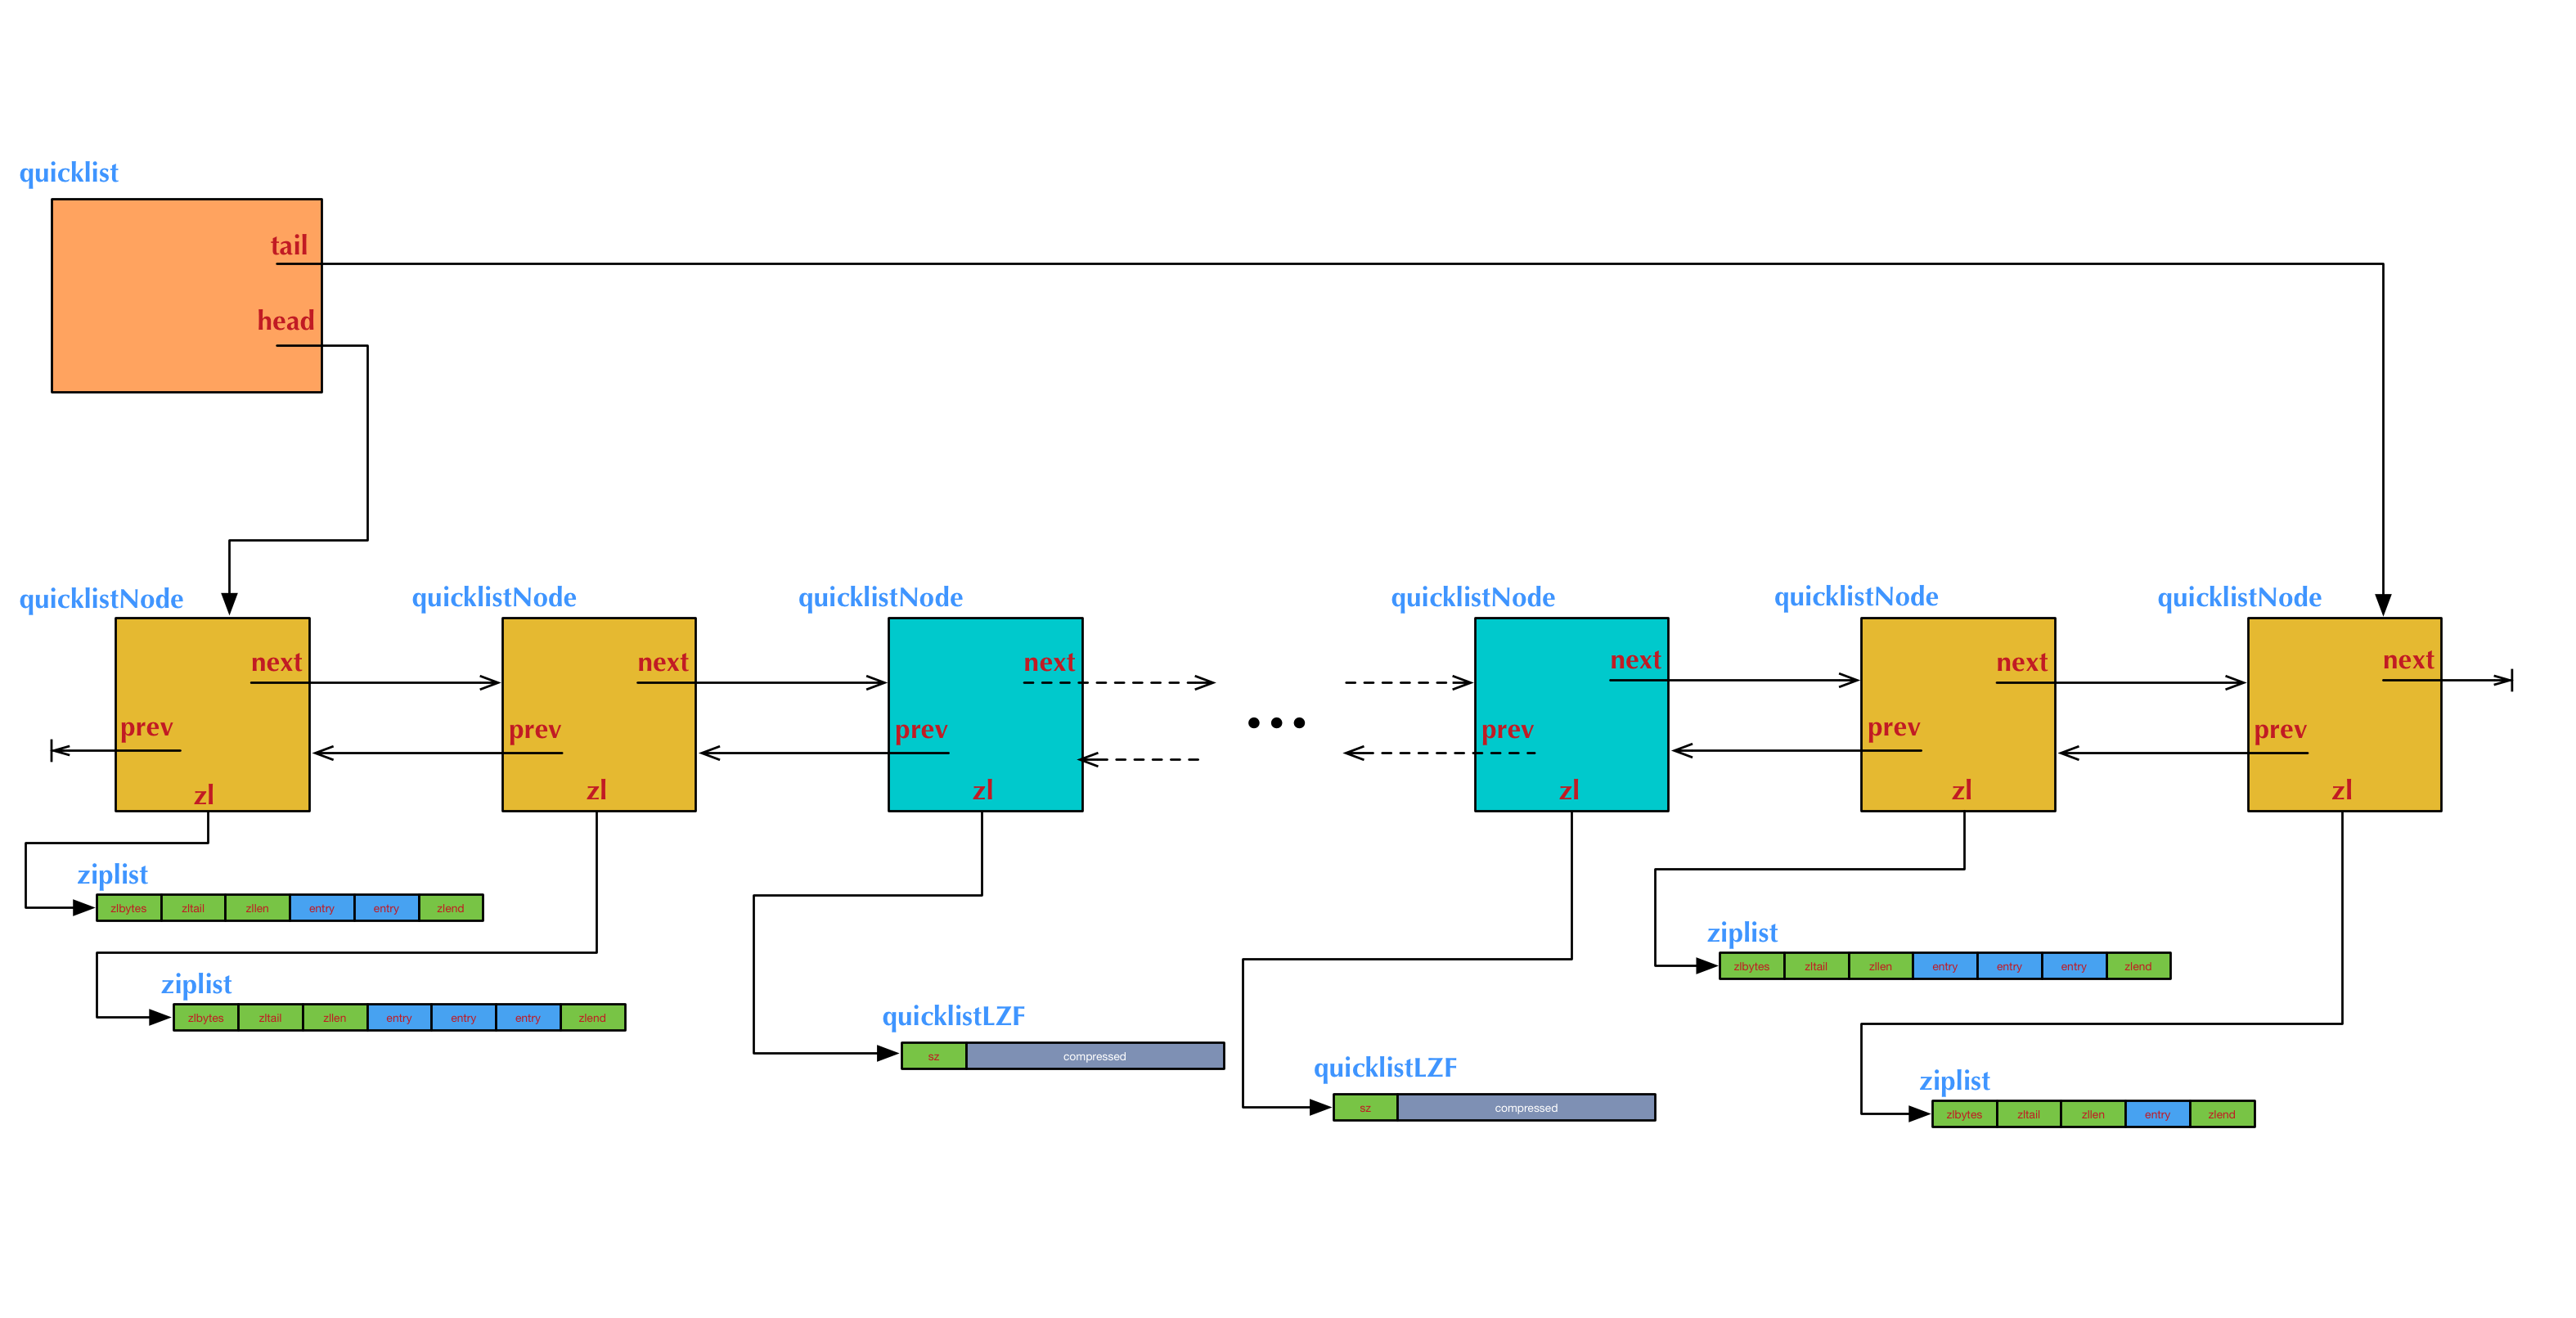 quicklist
tail
head
quicklistNode quicklistNode quicklistNode quicklistNode quicklistNode quicklistNode
next next next next next next
prev prev prev ... prev prev prev
zl zl zl zl zl zl
ziplist
zlbytes zltail zllen entry entry zlend
ziplist
zlbytes zltail zllen entry entry entry zlend
quicklistLZF
sz compressed
quicklistLZF
sz compressed
ziplist
zlbytes zltail zllen entry entry entry zlend
ziplist
zlbytes zltail zllen entry zlend